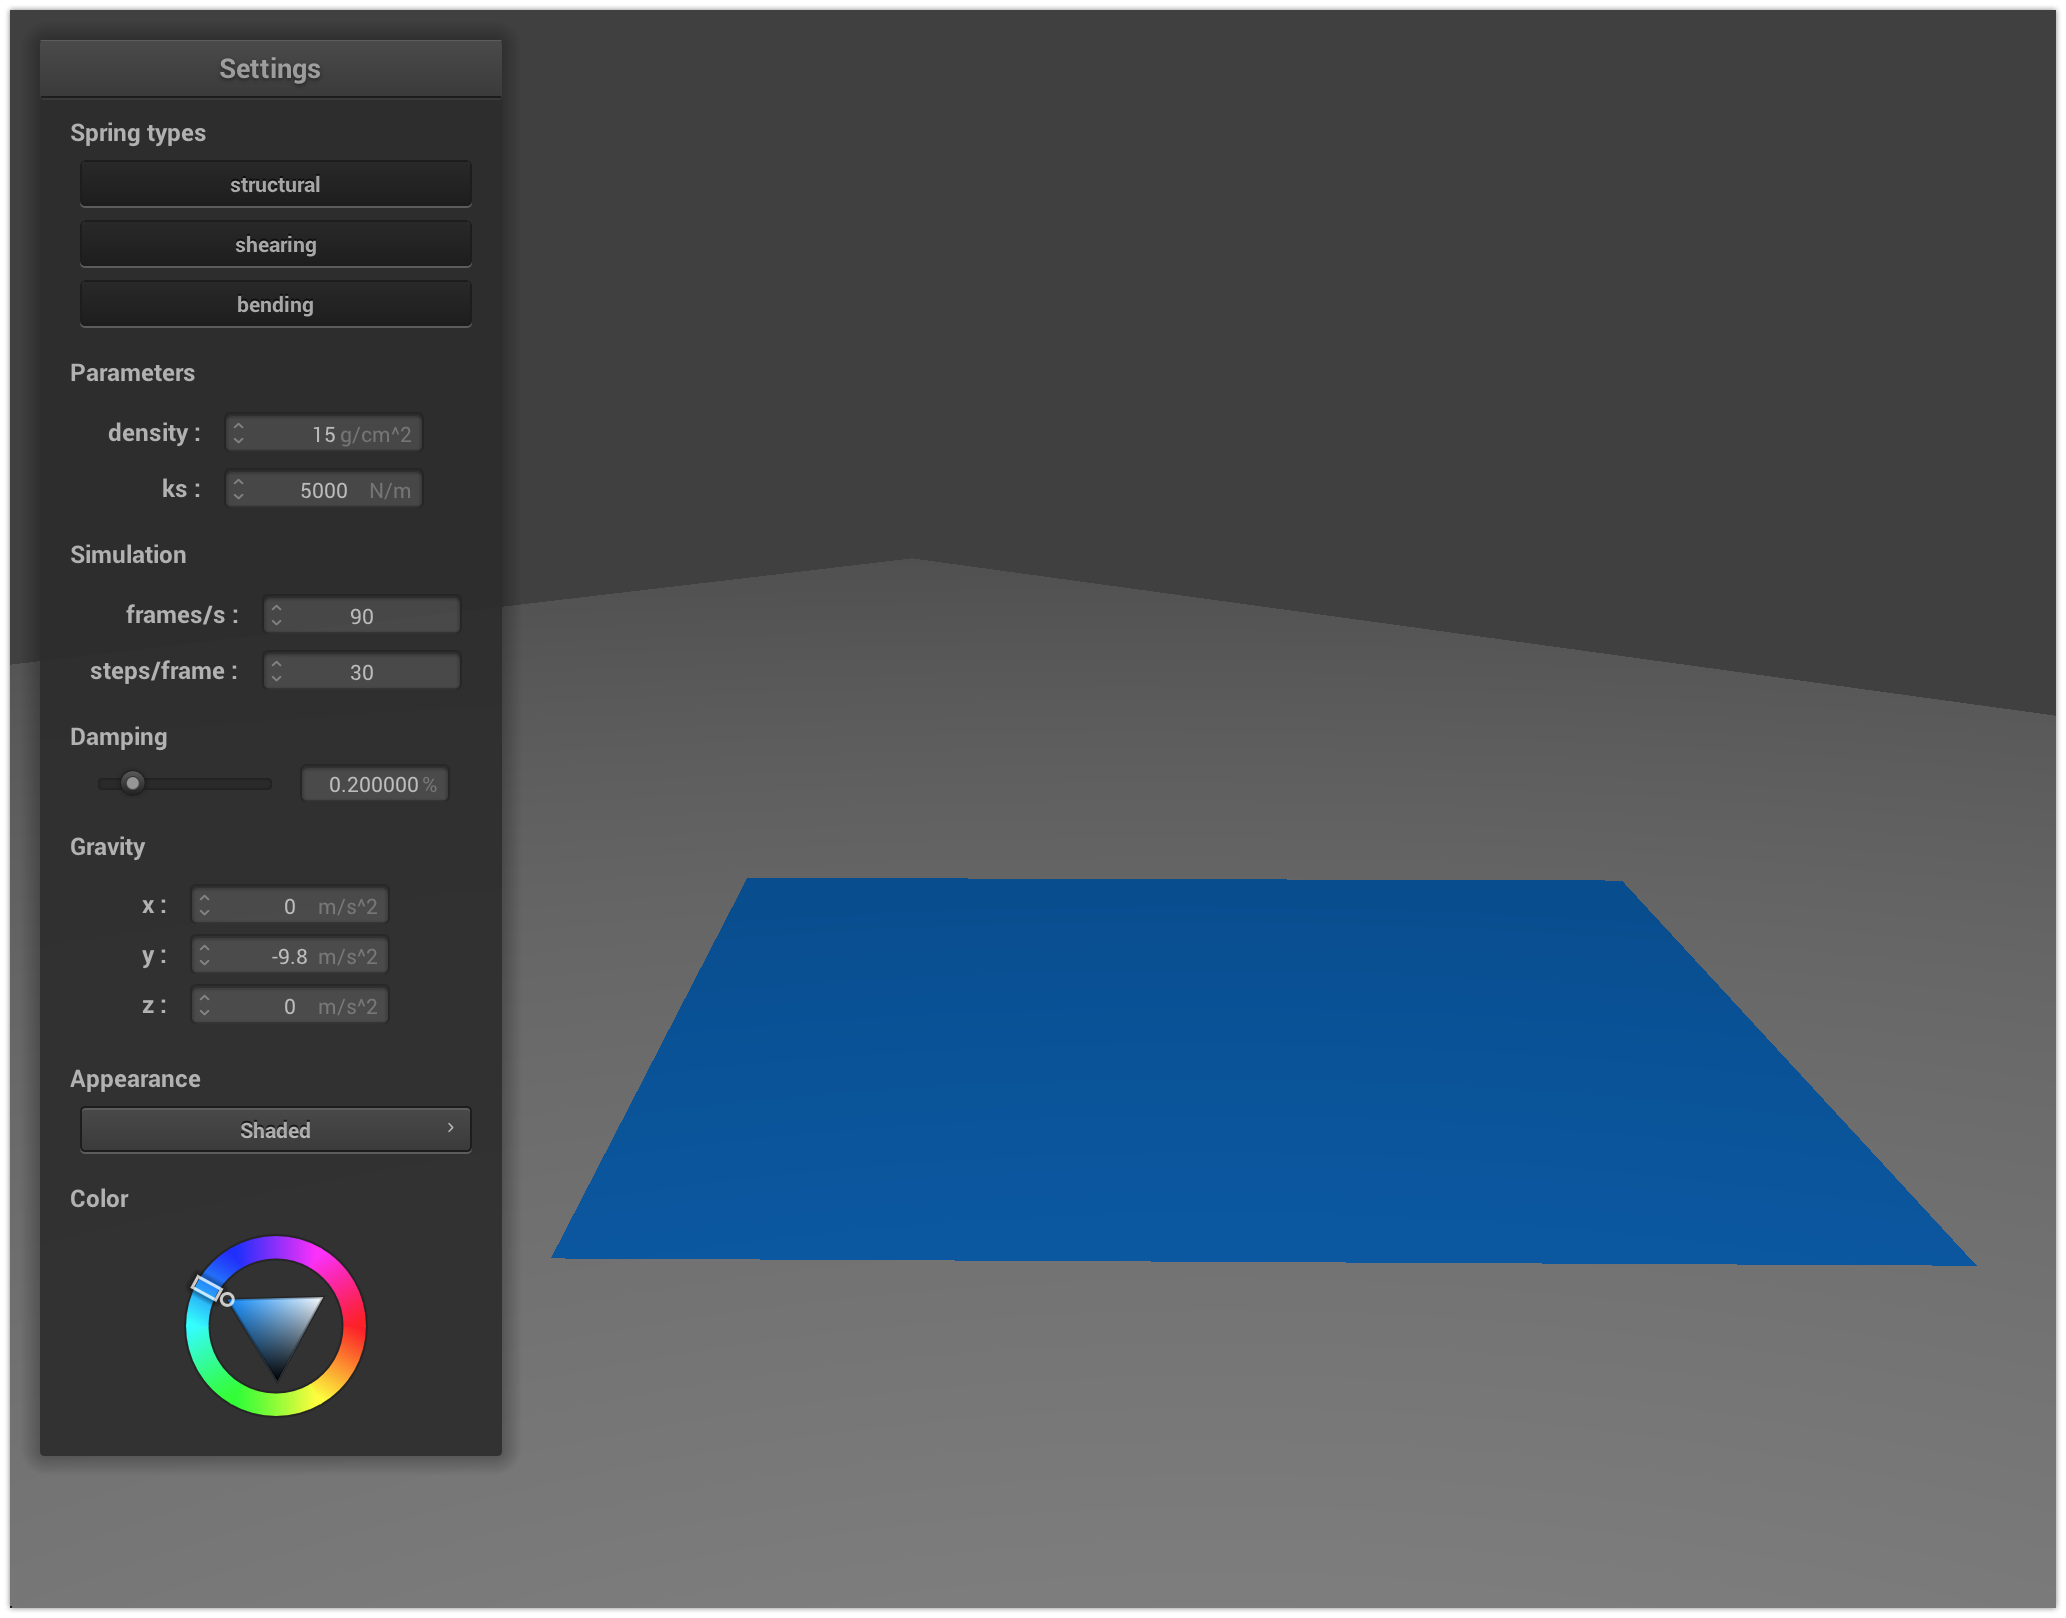 Settings
Spring types
structural
shearing
bending
Parameters
density : 15 g/cm^2
ks : 5000 N/m
Simulation
frames/s : 90
steps/frame : 30
Damping
0.200000 %
Gravity
x : 0 m/s^2
y : -9.8 m/s^2
z : 0 m/s^2
Appearance
Shaded
Color